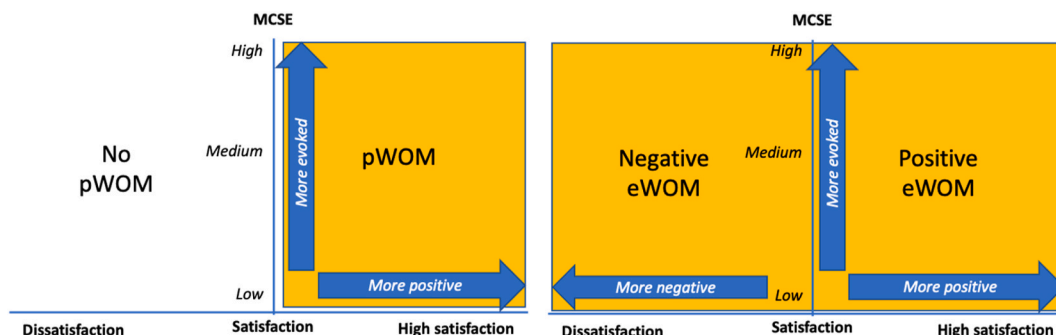 MCSE
High
Medium
Low
No
pWOM
pWOM
More evoked
More positive
Dissatisfaction
Satisfaction
High satisfaction
MCSE
High
Medium
Low
Negative
eWOM
Positive
eWOM
More evoked
More negative
More positive
Dissatisfaction
Satisfaction
High satisfaction